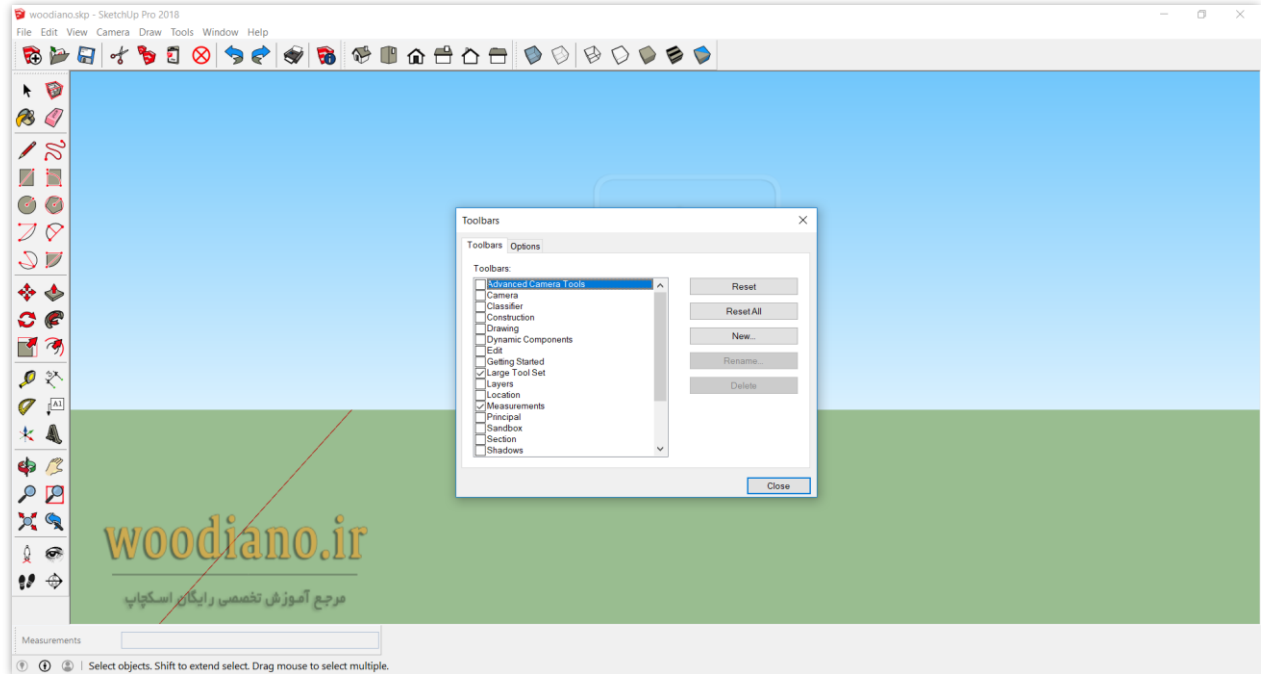 woodiano.skp - SketchUp Pro 2018
File Edit View Camera Draw Tools Window Help
Toolbars
Toolbars Options
Toolbars:
Advanced Camera Tools
Camera
Classifier
Construction
Drawing
Dynamic Components
Edit
Getting Started
Large Tool Set
Layers
Location
Measurements
Principal
Sandbox
Section
Shadows
Reset
Reset All
New...
Rename...
Delete
Close
A1
woodiano.ir
مرجع آموزش تخصصی رایگان اسکچاپ
Measurements
Select objects. Shift to extend select. Drag mouse to select multiple.